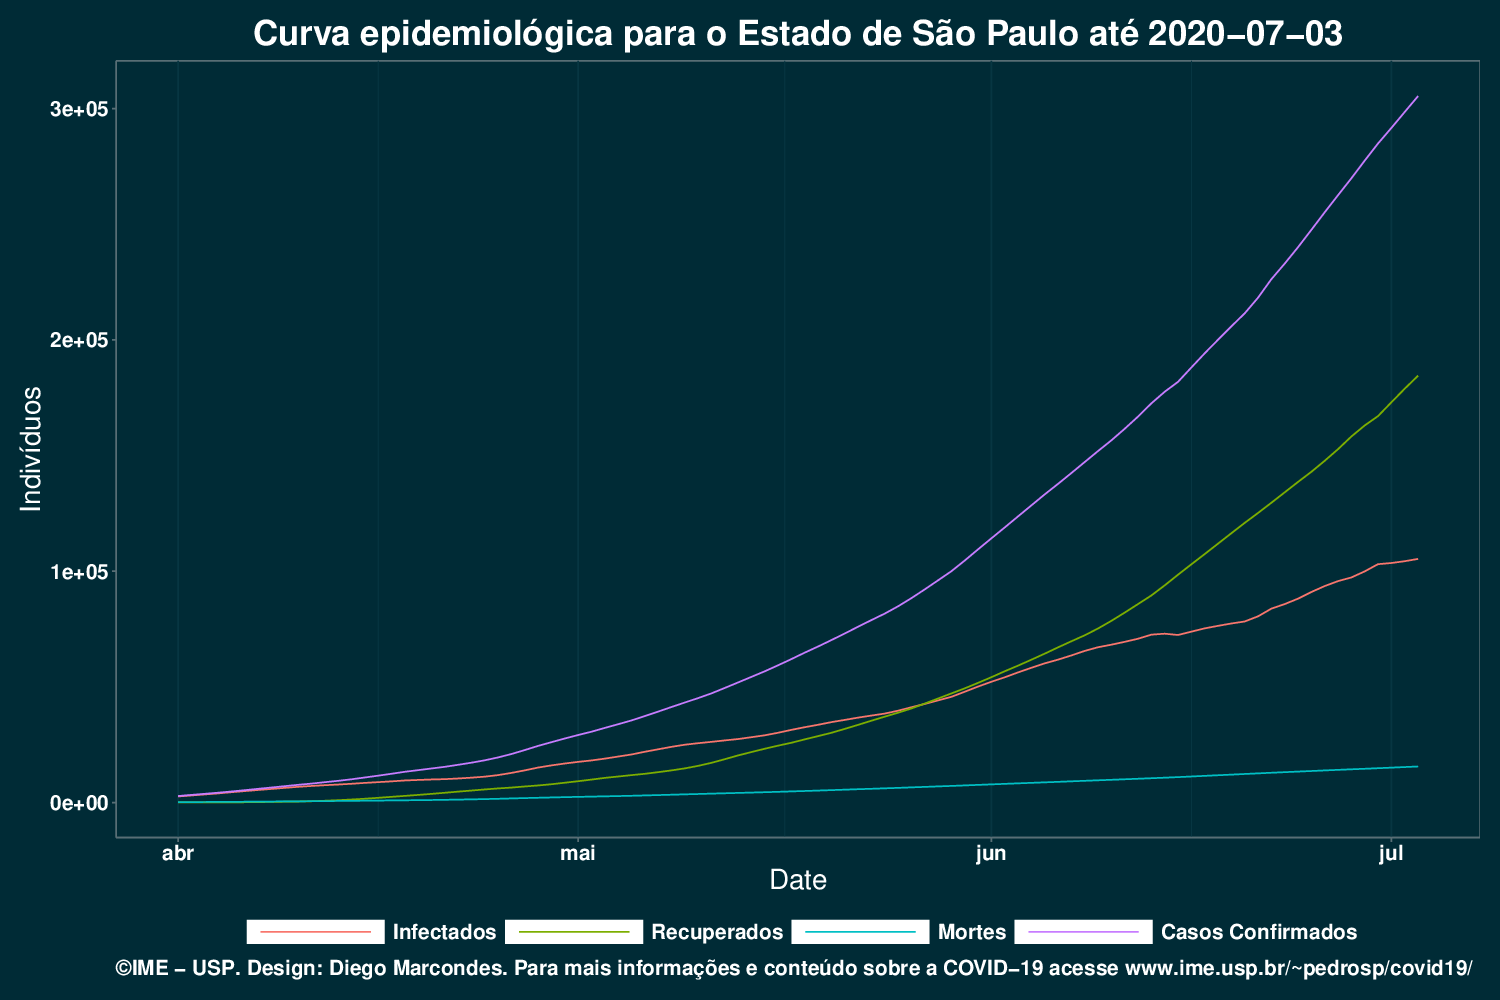 Curva epidemiológica para o Estado de São Paulo até 2020−07−03
3e+05
2e+05
1e+05
0e+00
Indivíduos
abr mai jun jul
Date
Infectados Recuperados Mortes Casos Confirmados
©IME − USP. Design: Diego Marcondes. Para mais informações e conteúdo sobre a COVID−19 acesse www.ime.usp.br/~pedrosp/covid19/